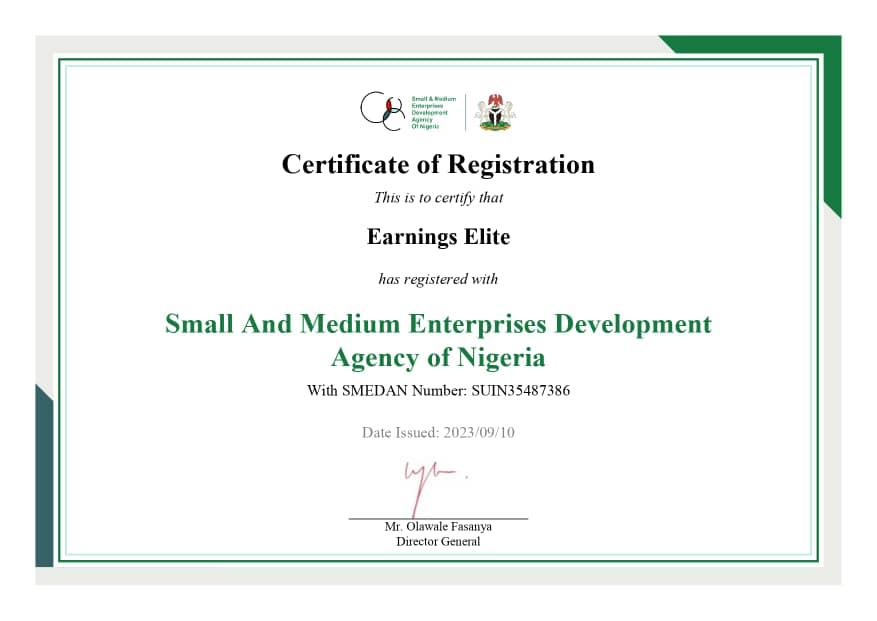 Small & Medium
Enterprises
Development
Agency
Of Nigeria
Certificate of Registration
This is to certify that
Earnings Elite
has registered with
Small And Medium Enterprises Development
Agency of Nigeria
With SMEDAN Number: SUIN35487386
Date Issued: 2023/09/10
Mr. Olawale Fasanya
Director General